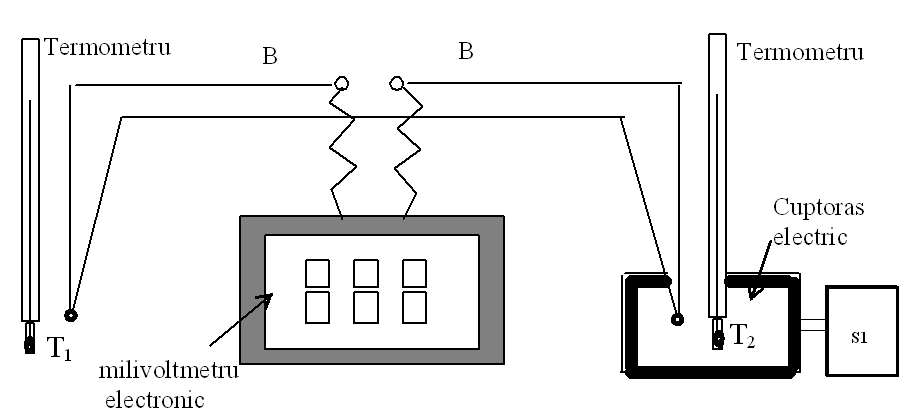 Termometru
B
B
Termometru
Cuptoras
electric
T1
T2
s1
milivoltmetru
electronic